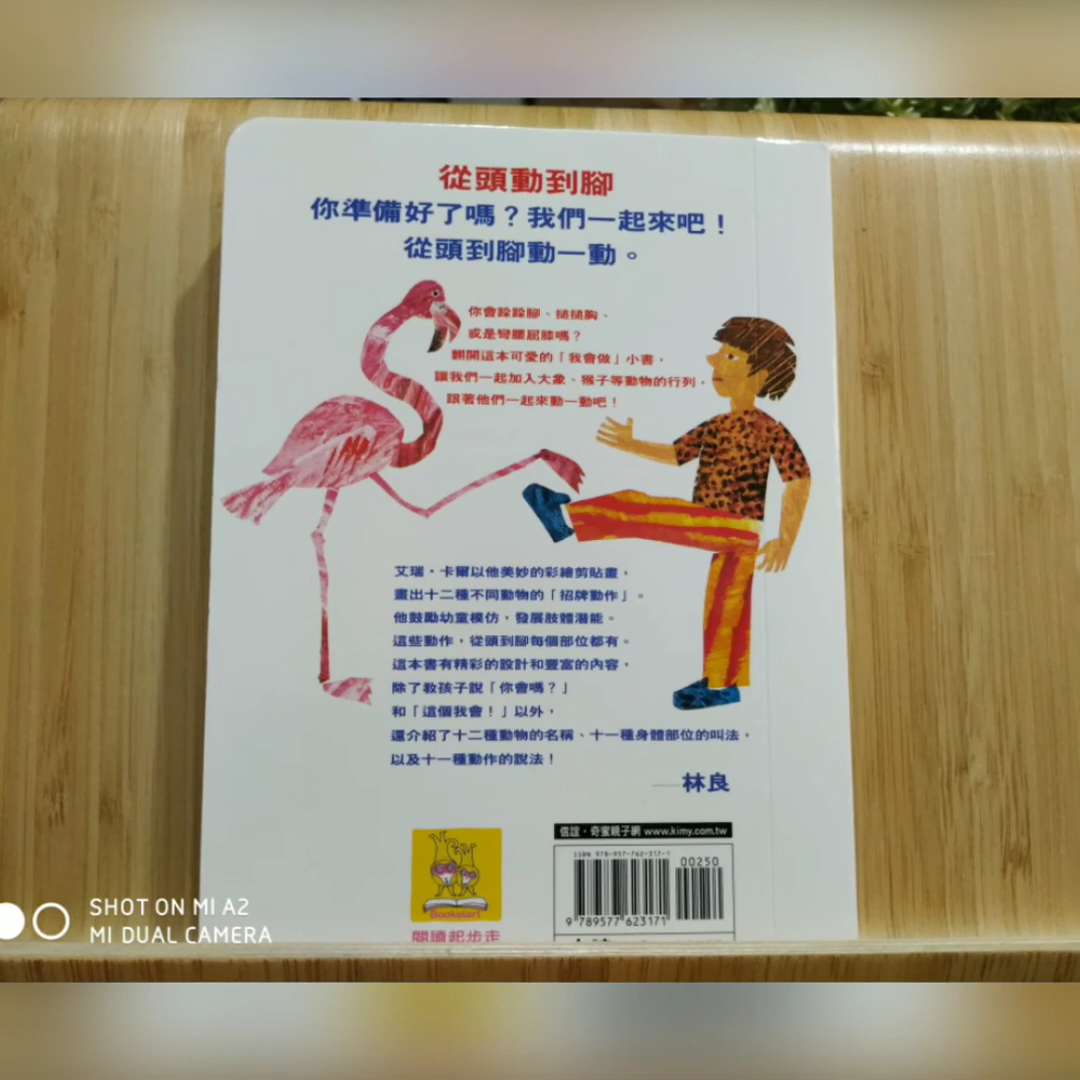 從頭動到腳
你準備好了嗎？我們一起來吧！
從頭到腳動一動。
你會跺跺腳、搥搥胸、
或是彎腰屈膝嗎？
翻開這本可愛的「我會做」小書，
讓我們一起加入大象、猴子等動物的行列，
跟著他們一起來動一動吧！
艾瑞・卡爾以他美妙的彩繪剪貼畫，
畫出十二種不同動物的「招牌動作」。
他鼓勵幼童模仿，發展肢體潛能。
這些動作，從頭到腳每個部位都有。
這本書有精彩的設計和豐富的內容，
除了教孩子說「你會嗎？」
和「這個我會！」以外，
還介紹了十二種動物的名稱、十一種身體部位的叫法，
以及十一種動作的說法！
——林良
信誼・奇蜜親子網 www.kimy.com.tw
ISBN 978-957-762-317-1
00250
9 789577 623171
Bookstart
閱讀起步走
SHOT ON MI A2
MI DUAL CAMERA